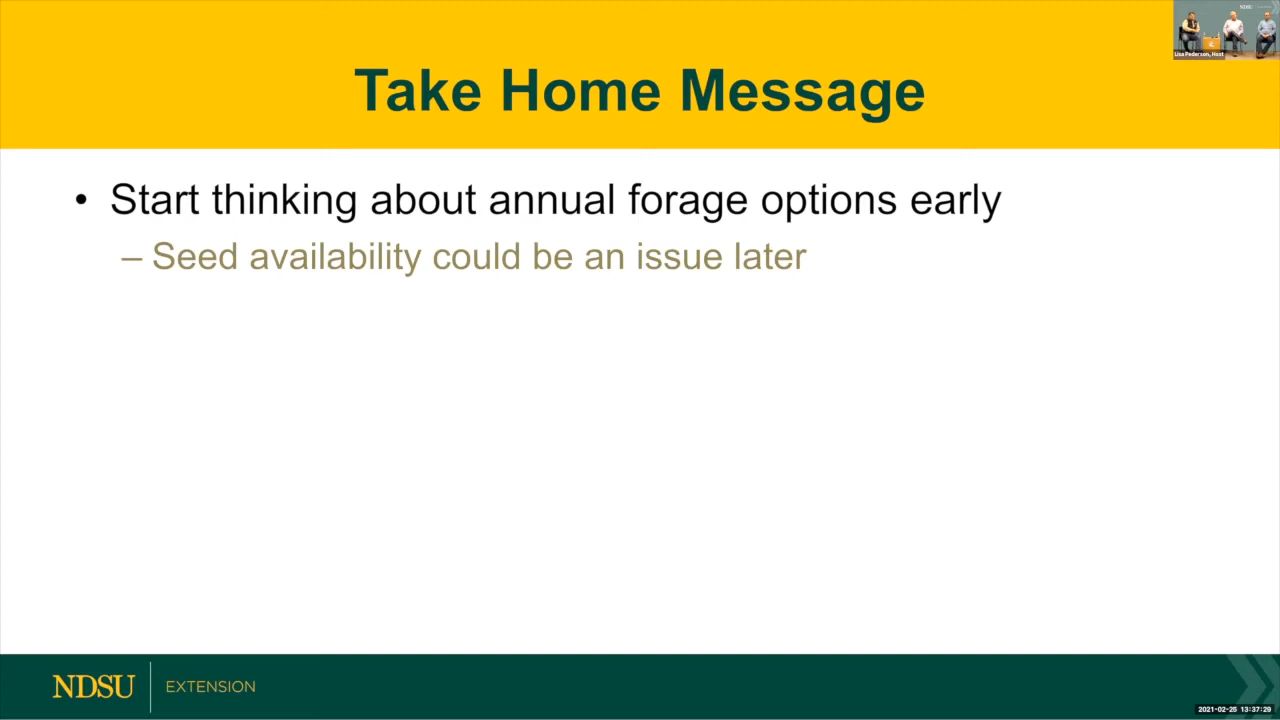 NDSU
Lisa Pederson, Host
Take Home Message
• Start thinking about annual forage options early
– Seed availability could be an issue later
NDSU EXTENSION
2021-02-25 13:37:29